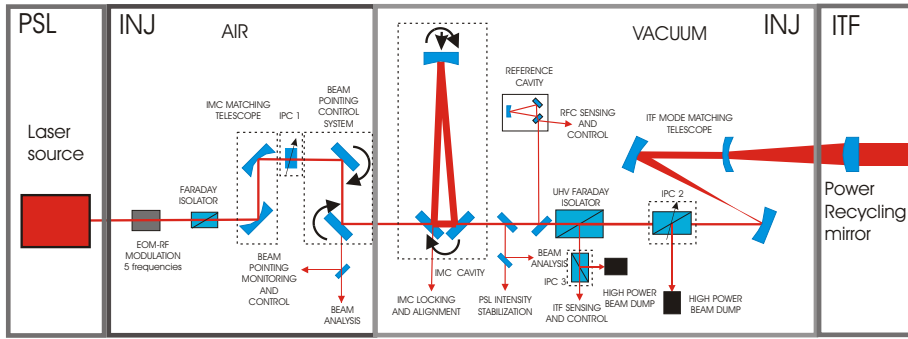 PSL
INJ
AIR
VACUUM
INJ
ITF
Laser
source
EOM-RF
MODULATION
5 frequencies
FARADAY
ISOLATOR
IMC MATCHING
TELESCOPE
IPC 1
BEAM
POINTING
CONTROL
SYSTEM
BEAM
POINTING
MONITORING
AND
CONTROL
BEAM
ANALYSIS
IMC CAVITY
IMC LOCKING
AND ALIGNMENT
REFERENCE
CAVITY
RFC SENSING
AND
CONTROL
PSL INTENSITY
STABILIZATION
BEAM
ANALYSIS
UHV FARADAY
ISOLATOR
IPC 3
ITF SENSING
AND CONTROL
HIGH POWER
BEAM DUMP
ITF MODE MATCHING
TELESCOPE
IPC 2
HIGH POWER
BEAM DUMP
Power
Recycling
mirror